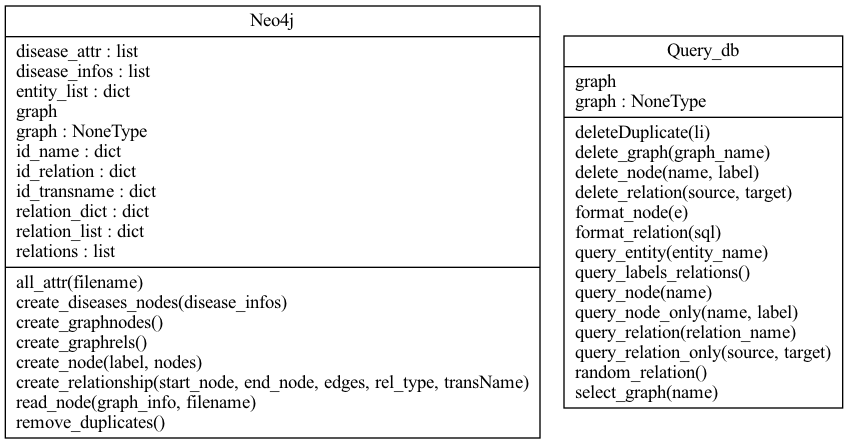 Neo4j
disease_attr : list
disease_infos : list
entity_list : dict
graph
graph : NoneType
id_name : dict
id_relation : dict
id_transname : dict
relation_dict : dict
relation_list : dict
relations : list
all_attr(filename)
create_diseases_nodes(disease_infos)
create_graphnodes()
create_graphrels()
create_node(label, nodes)
create_relationship(start_node, end_node, edges, rel_type, transName)
read_node(graph_info, filename)
remove_duplicates()
Query_db
graph
graph : NoneType
deleteDuplicate(li)
delete_graph(graph_name)
delete_node(name, label)
delete_relation(source, target)
format_node(e)
format_relation(sql)
query_entity(entity_name)
query_labels_relations()
query_node(name)
query_node_only(name, label)
query_relation(relation_name)
query_relation_only(source, target)
random_relation()
select_graph(name)